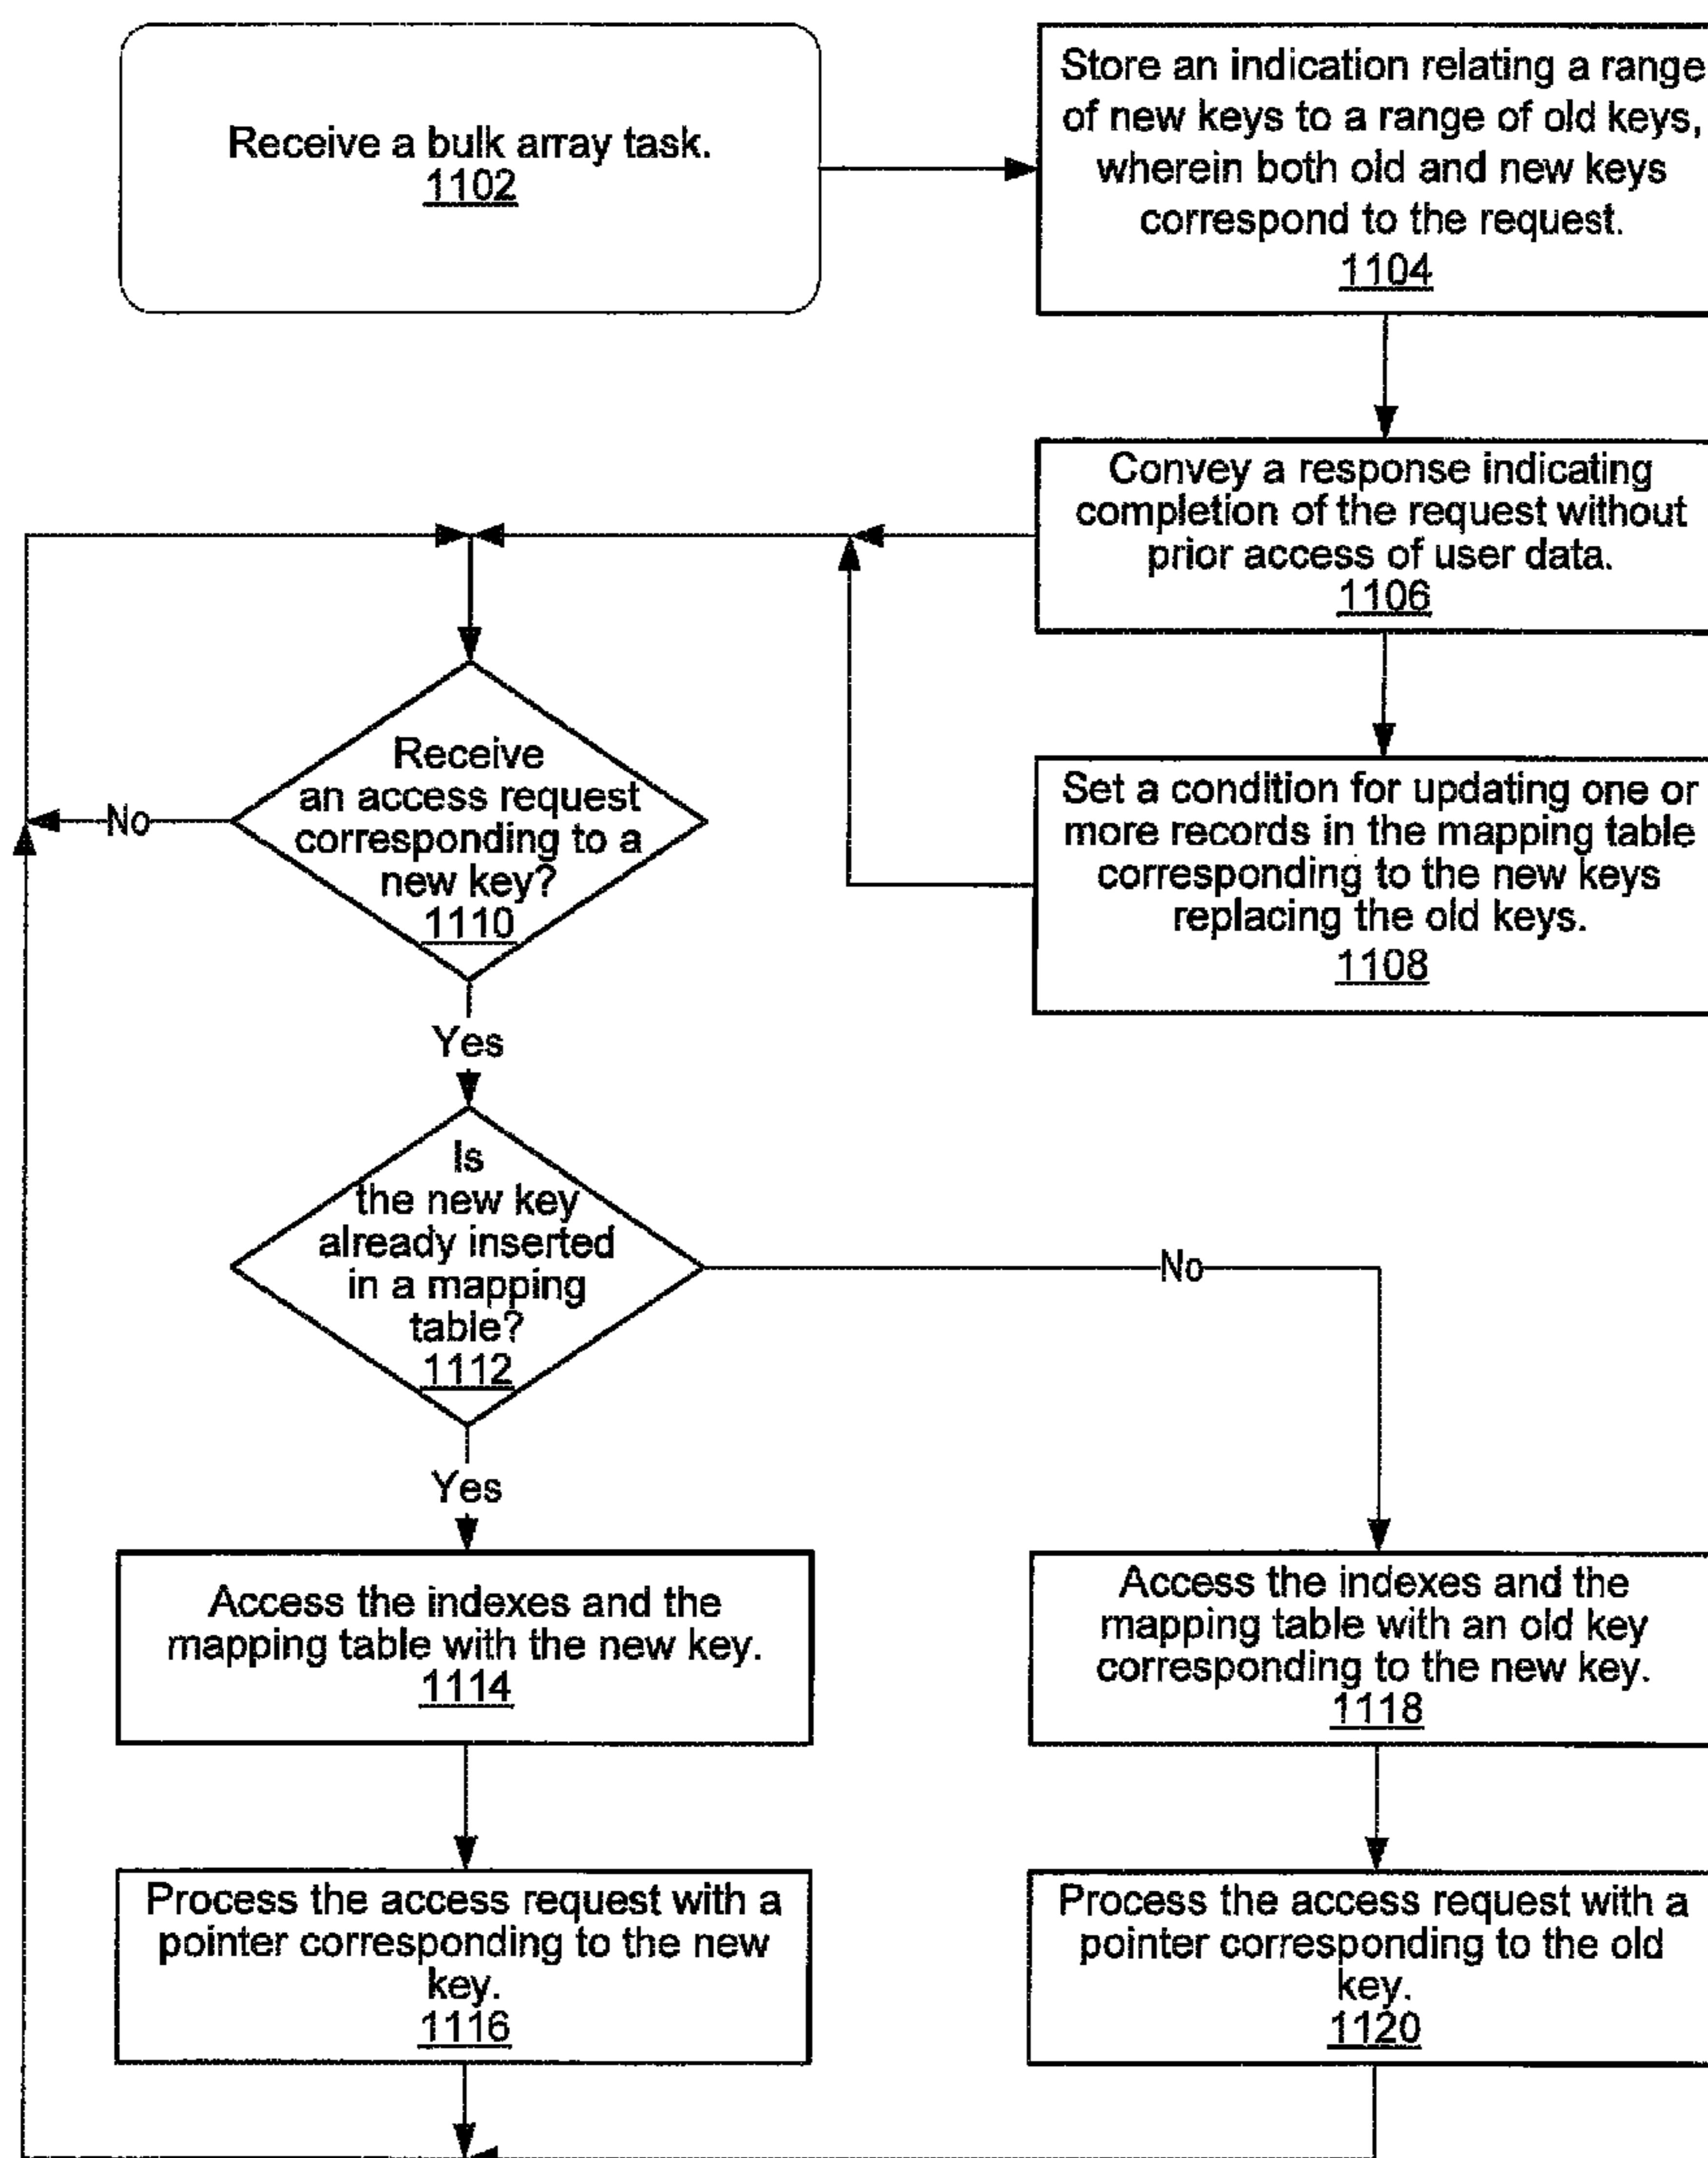 Receive a bulk array task.
1102
Store an indication relating a range
of new keys to a range of old keys,
wherein both old and new keys
correspond to the request.
1104
Convey a response indicating
completion of the request without
prior access of user data.
1106
Set a condition for updating one or
more records in the mapping table
corresponding to the new keys
replacing the old keys.
1108
Receive
an access request
corresponding to a
new key?
1110
No
Yes
Is
the new key
already inserted
in a mapping
table?
1112
No
Yes
Access the indexes and the
mapping table with the new key.
1114
Access the indexes and the
mapping table with an old key
corresponding to the new key.
1118
Process the access request with a
pointer corresponding to the new
key.
1116
Process the access request with a
pointer corresponding to the old
key.
1120